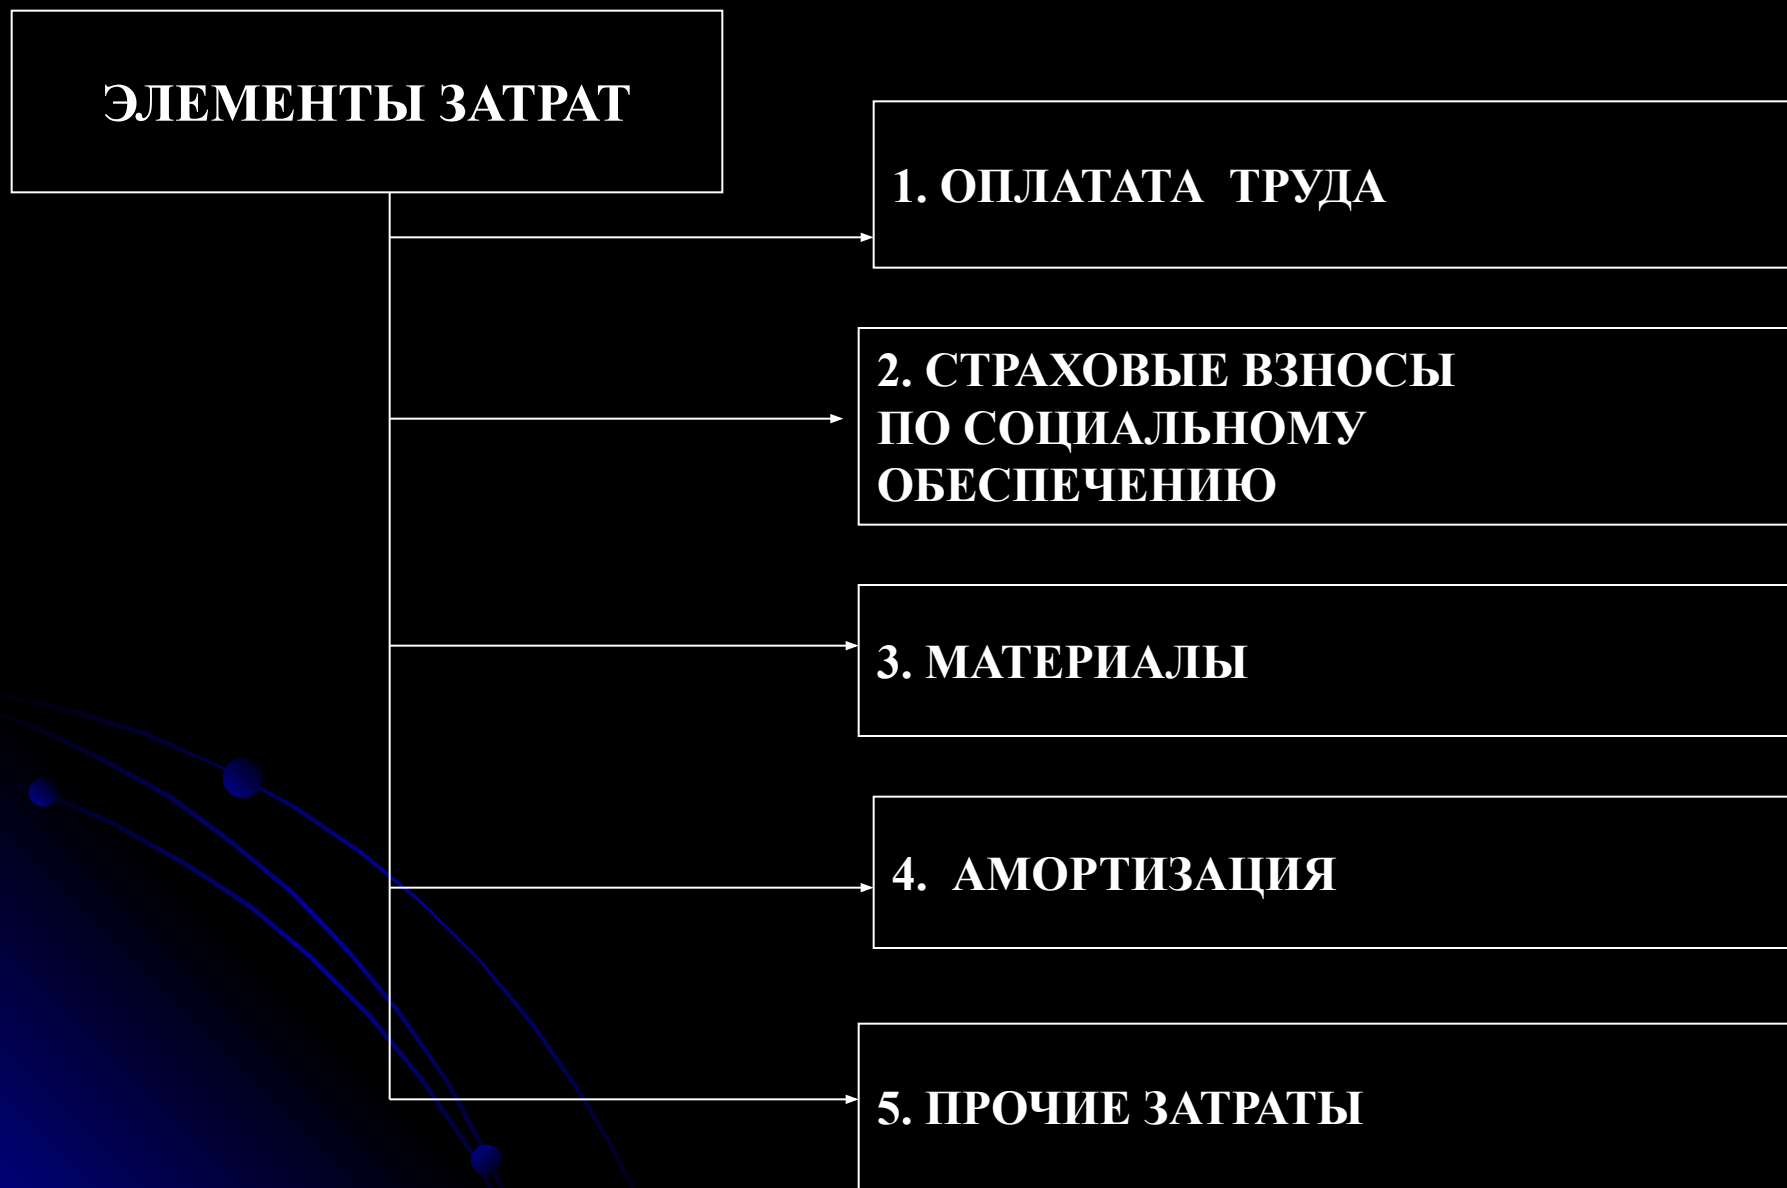 ЭЛЕМЕНТЫ ЗАТРАТ
1. ОПЛАТАТА ТРУДА
2. СТРАХОВЫЕ ВЗНОСЫ
ПО СОЦИАЛЬНОМУ
ОБЕСПЕЧЕНИЮ
3. МАТЕРИАЛЫ
4. АМОРТИЗАЦИЯ
5. ПРОЧИЕ ЗАТРАТЫ